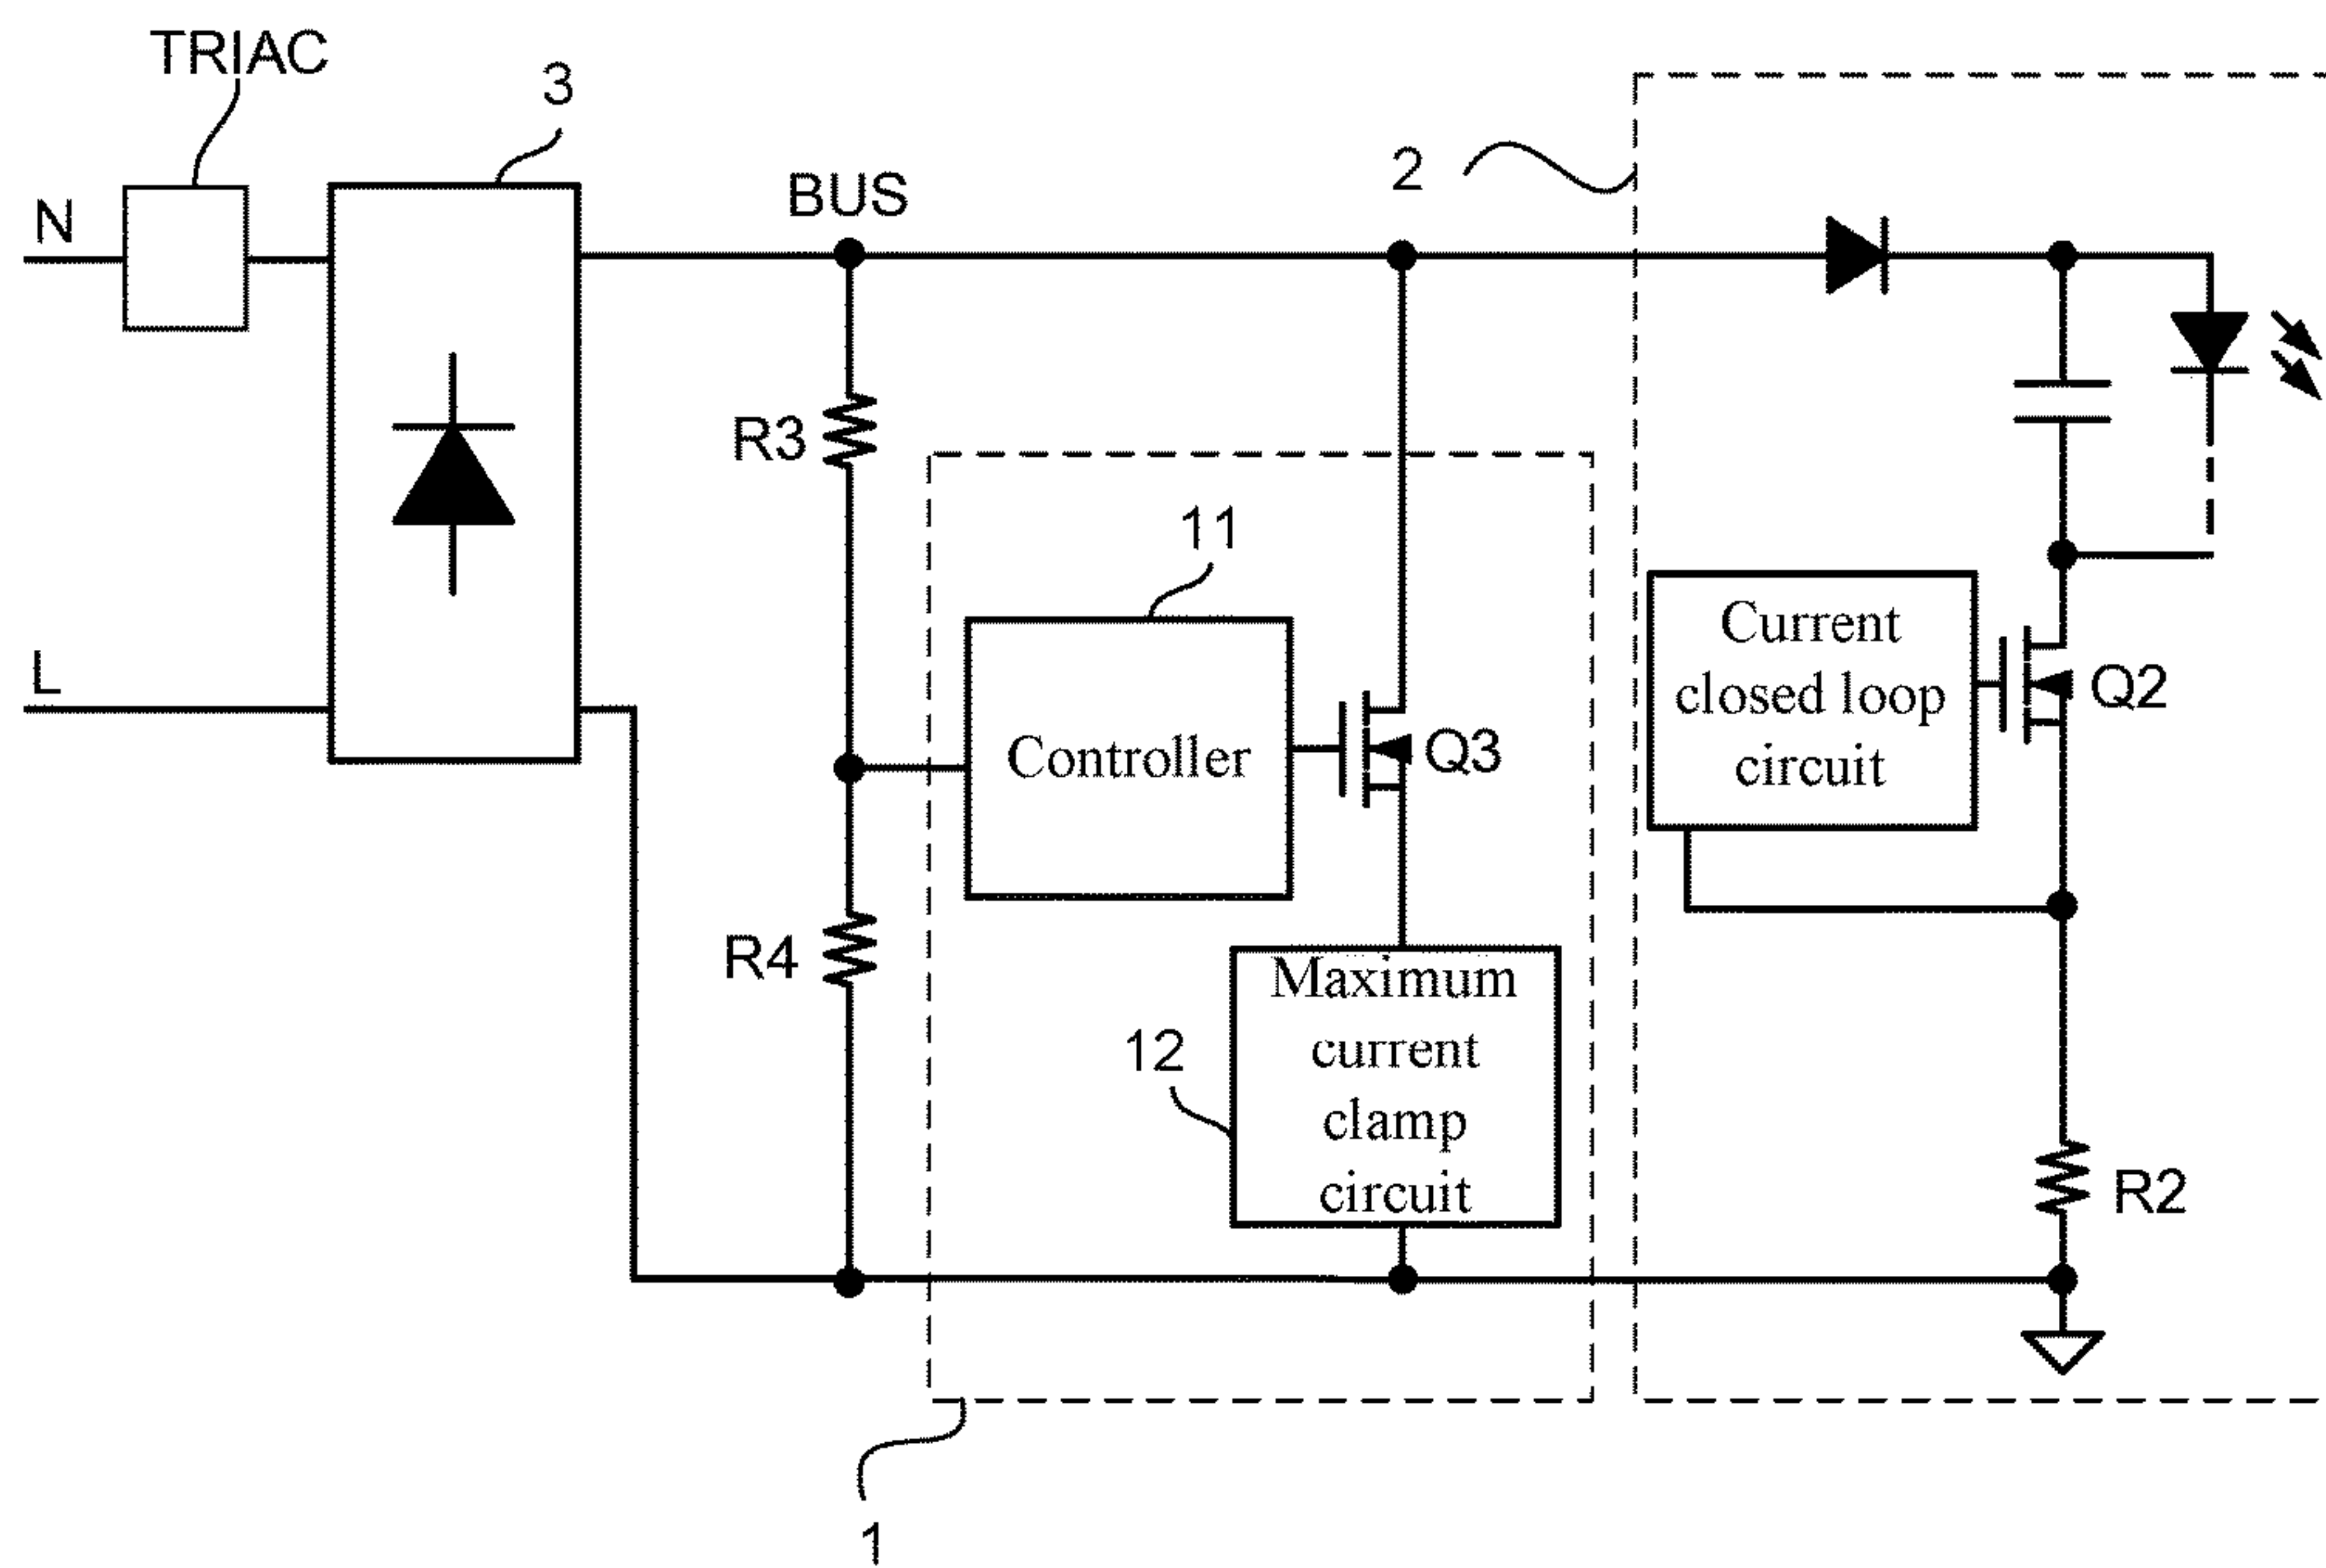 TRIAC
3
N
BUS
2
R3
11
L
Controller
Q3
Current
closed loop
circuit
Q2
R4
12
Maximum
current
clamp
circuit
R2
1